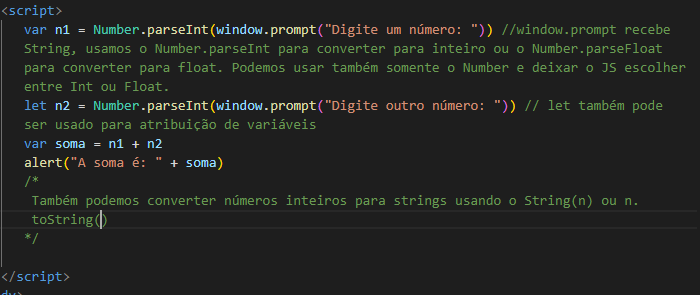 <script>
var n1 = Number.parseInt(window.prompt("Digite um número: ")) //window.prompt recebe
String, usamos o Number.parseInt para converter para inteiro ou o Number.parseFloat
para converter para float. Podemos usar também somente o Number e deixar o JS escolher
entre Int ou Float.
let n2 = Number.parseInt(window.prompt("Digite outro número: ")) // let também pode
ser usado para atribuição de variáveis
var soma = n1 + n2
alert("A soma é: " + soma)
/*
Também podemos converter números inteiros para strings usando o String(n) ou n.
toString()
*/
</script>